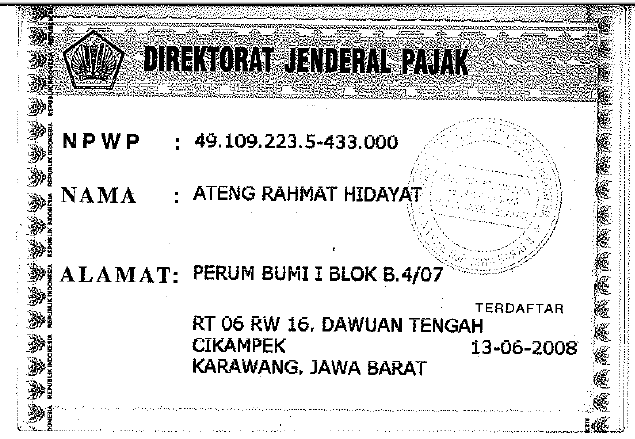 DIREKTORAT JENDERAL PAJAK
NPWP : 49.109.223.5-433.000
NAMA : ATENG RAHMAT HIDAYAT
ALAMAT: PERUM BUMI I BLOK B.4/07
TERDAFTAR
RT 06 RW 16, DAWUAN TENGAH
CIKAMPEK 13-06-2008
KARAWANG, JAWA BARAT